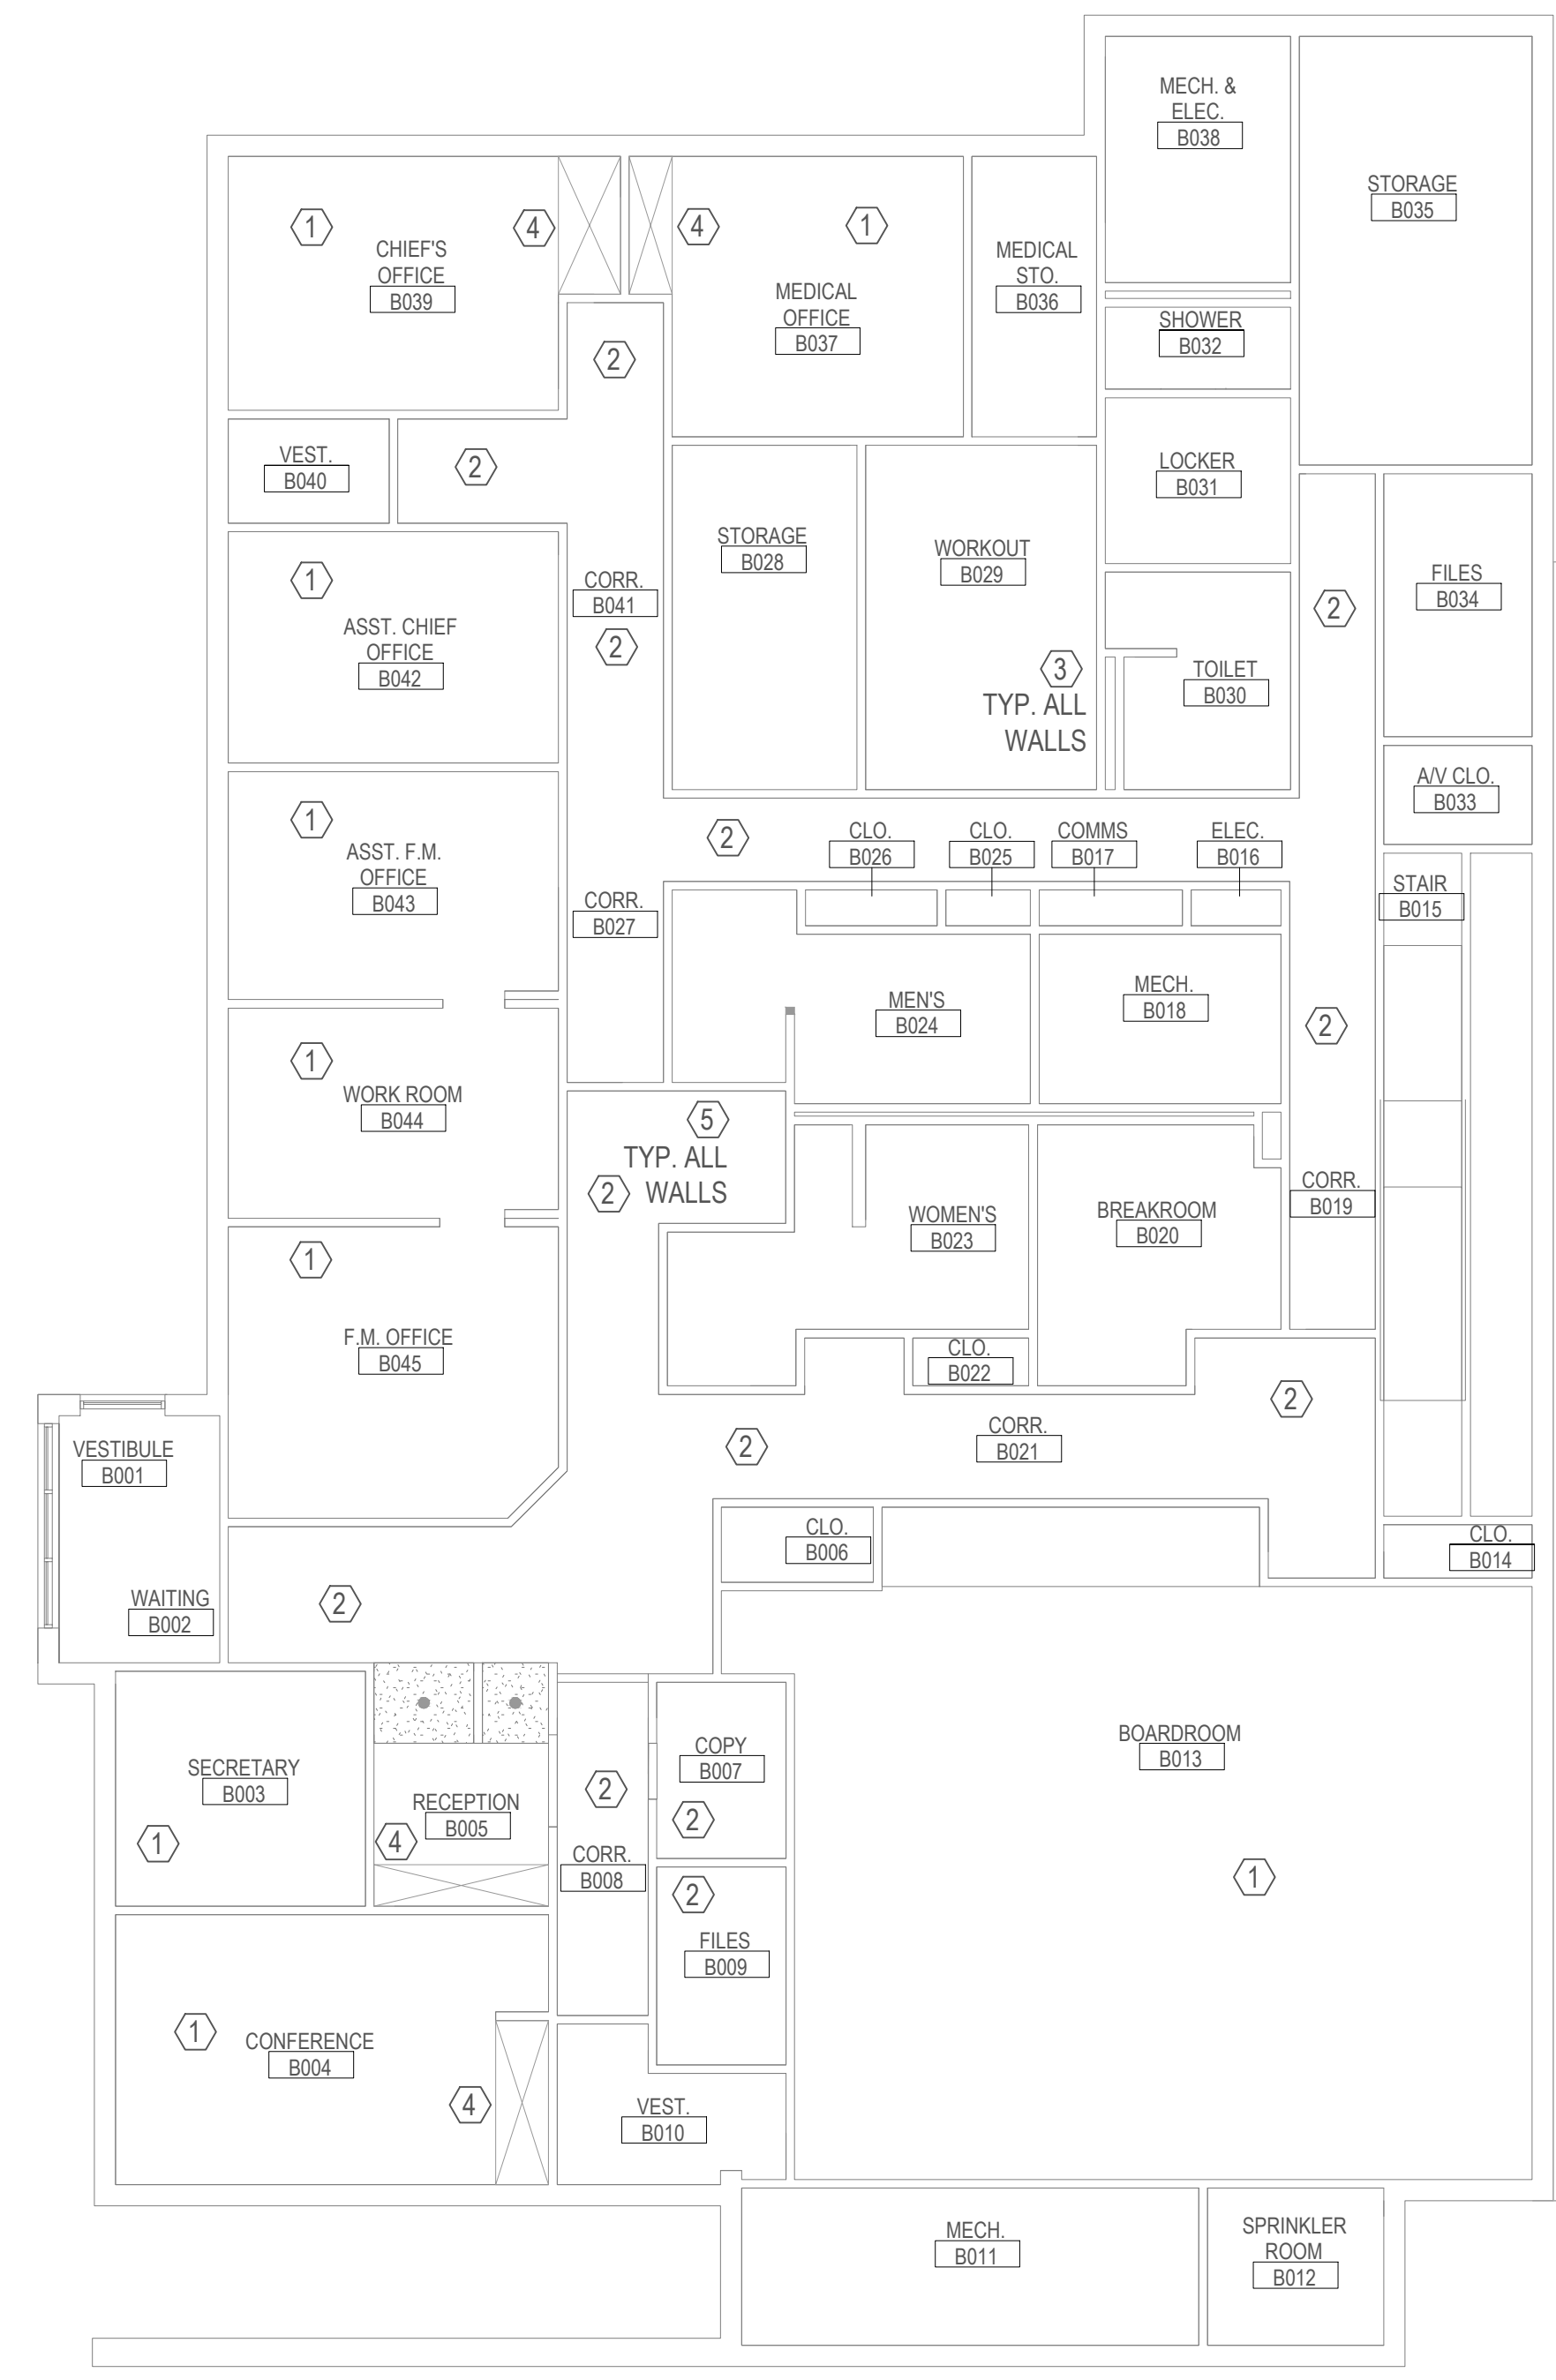 MECH. &
ELEC.
B038
STORAGE
B035
1
CHIEF'S
OFFICE
B039
4
4
1
MEDICAL
OFFICE
B037
MEDICAL
STO.
B036
SHOWER
B032
2
VEST.
B040
2
LOCKER
B031
1
ASST. CHIEF
OFFICE
B042
CORR.
B041
2
STORAGE
B028
WORKOUT
B029
3
TYP. ALL
WALLS
TOILET
B030
2
FILES
B034
A/V CLO.
B033
1
ASST. F.M.
OFFICE
B043
2
CLO.
B026
CLO.
B025
COMMS
B017
ELEC.
B016
STAIR
B015
CORR.
B027
MEN'S
B024
MECH.
B018
2
1
WORK ROOM
B044
5
TYP. ALL
WALLS
2
WOMEN'S
B023
BREAKROOM
B020
CORR.
B019
1
F.M. OFFICE
B045
CLO.
B022
2
2
CORR.
B021
VESTIBULE
B001
WAITING
B002
2
CLO.
B006
CLO.
B014
SECRETARY
B003
1
RECEPTION
B005
4
2
CORR.
B008
COPY
B007
2
2
FILES
B009
BOARDROOM
B013
1
1
CONFERENCE
B004
4
VEST.
B010
MECH.
B011
SPRINKLER
ROOM
B012